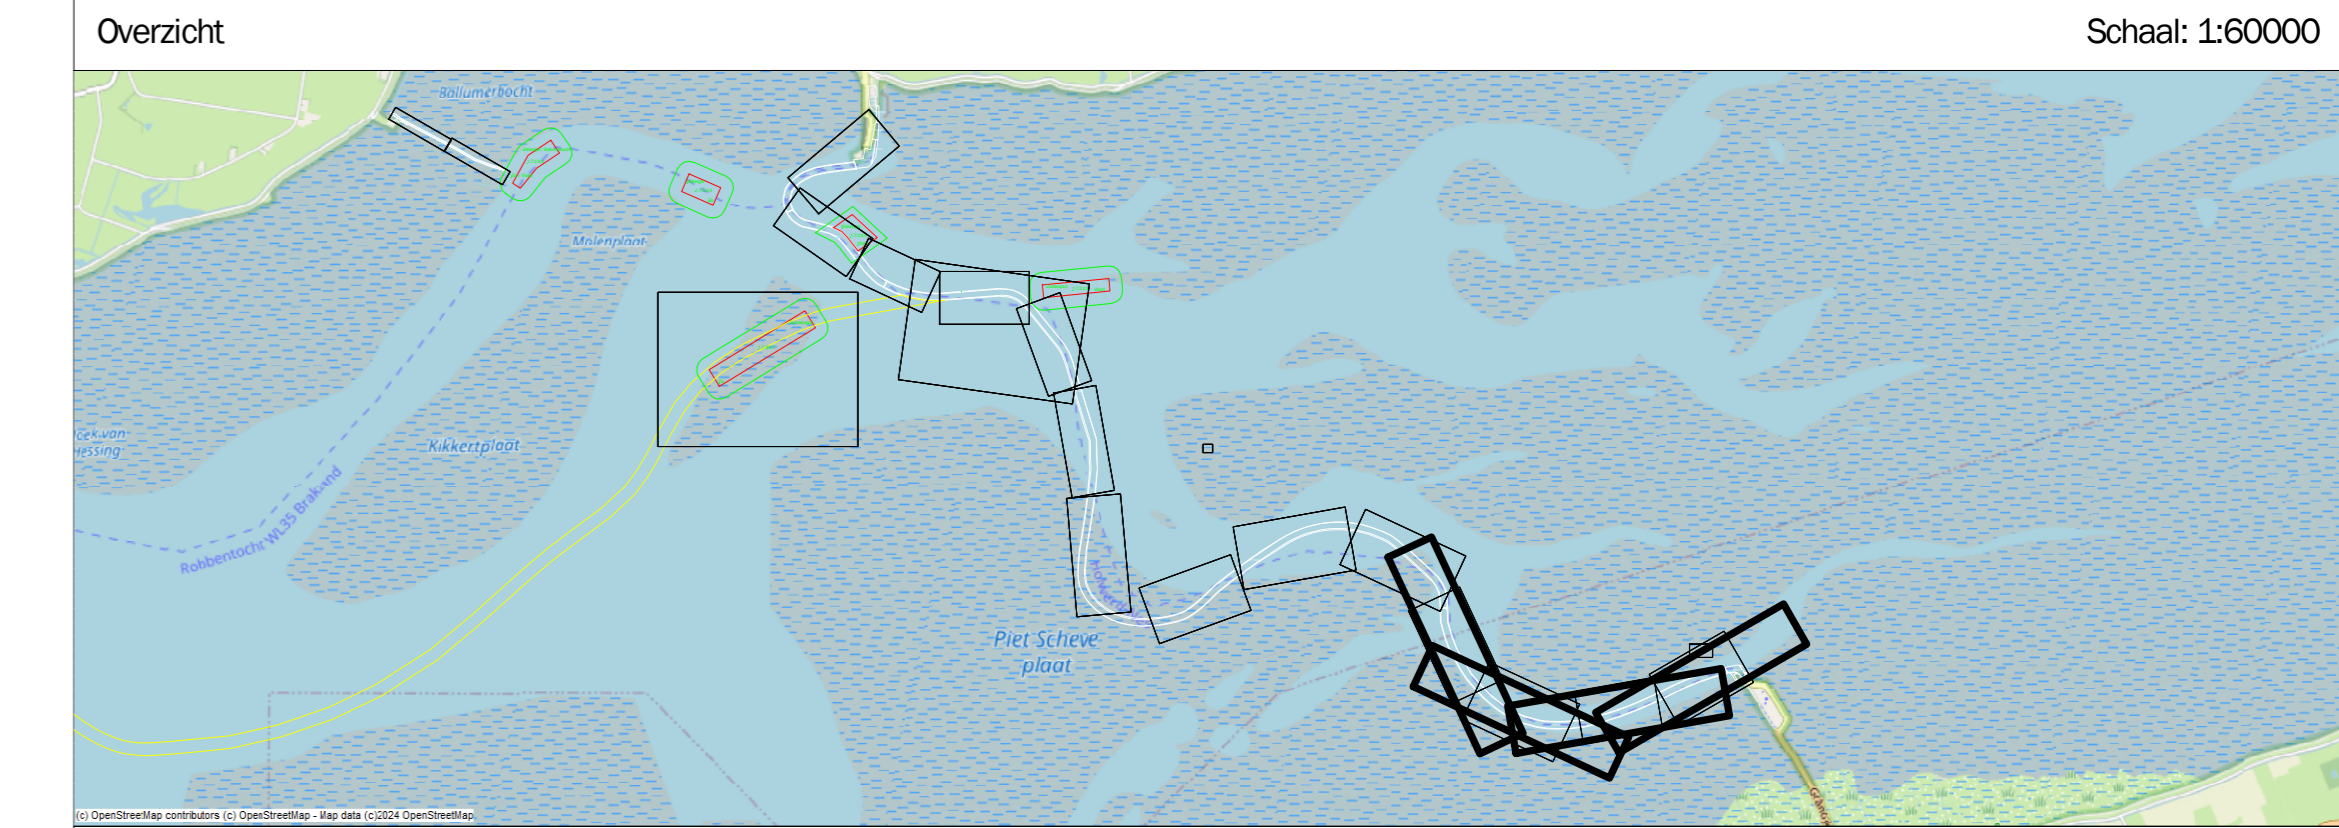 Overzicht
Schaal: 1:60000
Ballumerbocht
Molenplaat
Kikkertplaat
Robbentocht WL35 Brakzand
Piet Scheve
plaat
(c) OpenStreetMap contributors (c) OpenStreetMap - Map data (c)2024 OpenStreetMap